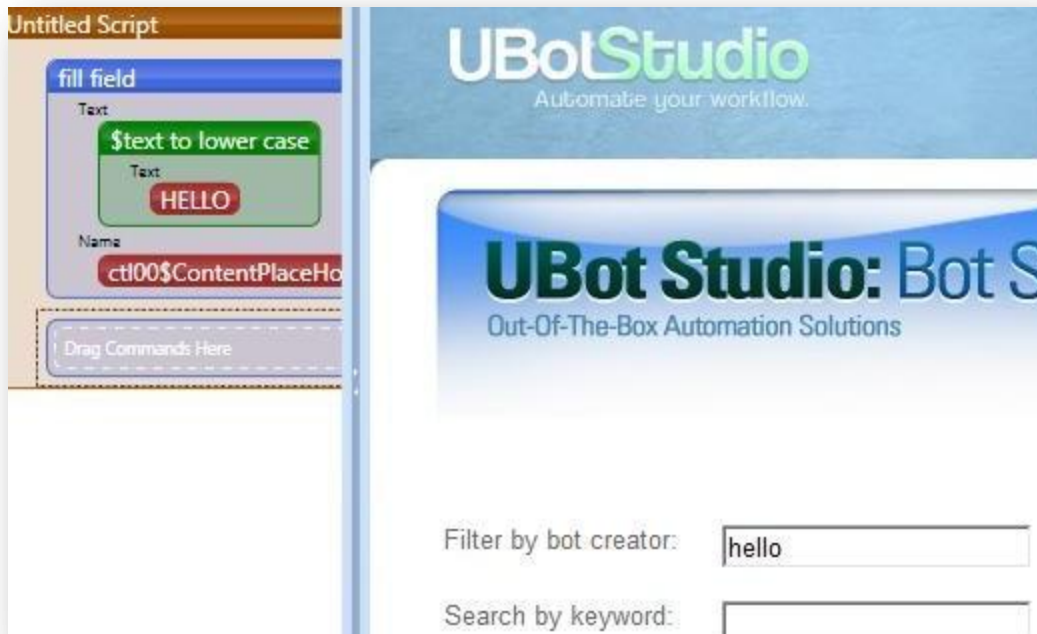 Untitled Script
fill field
Text
$text to lower case
Text
HELLO
Name
ctl00$ContentPlaceHo
Drag Commands Here
UBotStudio
Automate your workflow.
UBot Studio: Bot S
Out-Of-The-Box Automation Solutions
Filter by bot creator:
hello
Search by keyword: